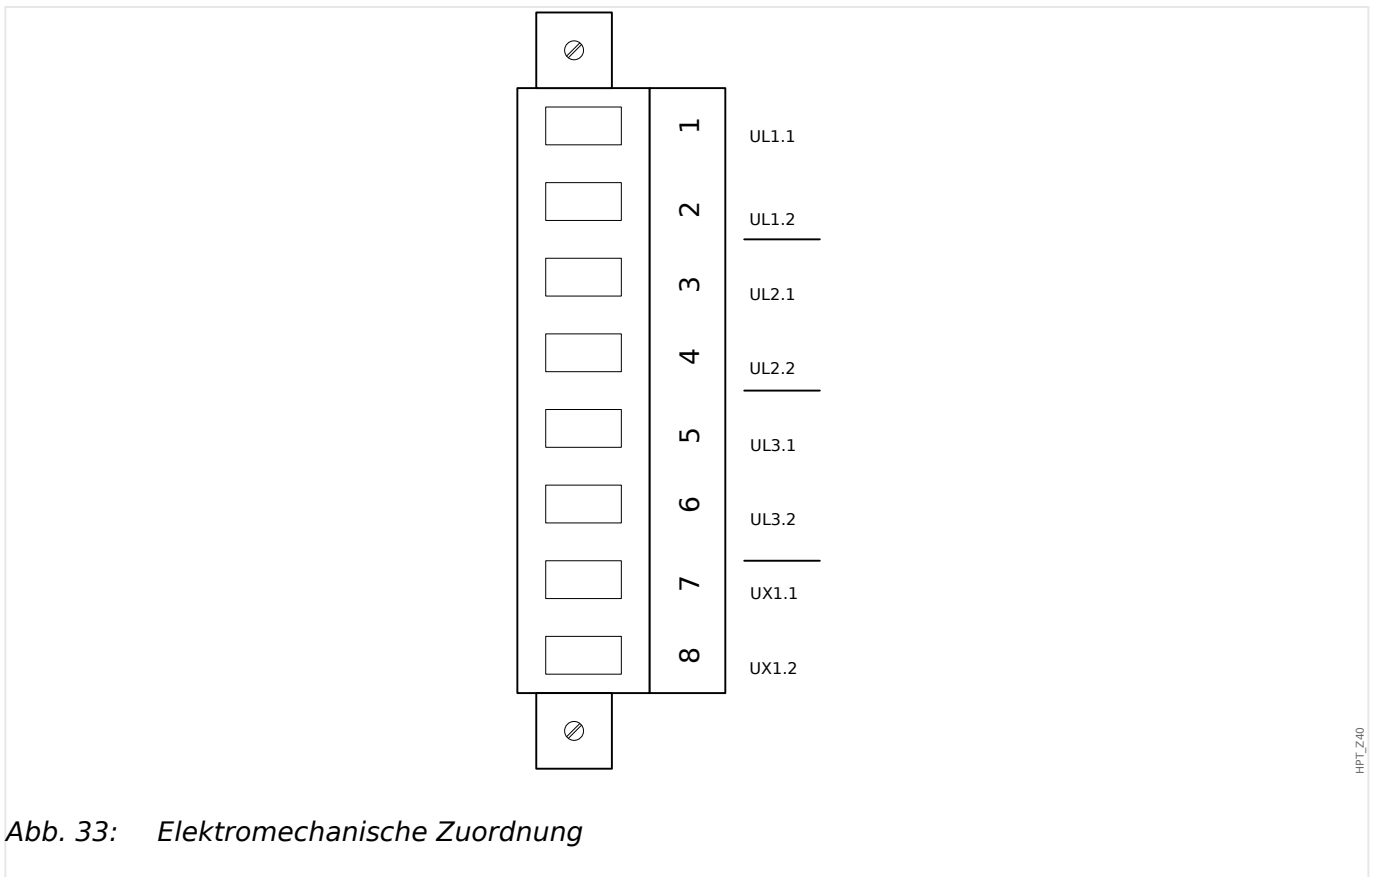 1 UL1.1
2 UL1.2
3 UL2.1
4 UL2.2
5 UL3.1
6 UL3.2
7 UX1.1
8 UX1.2
HPT_Z40
Abb. 33: Elektromechanische Zuordnung